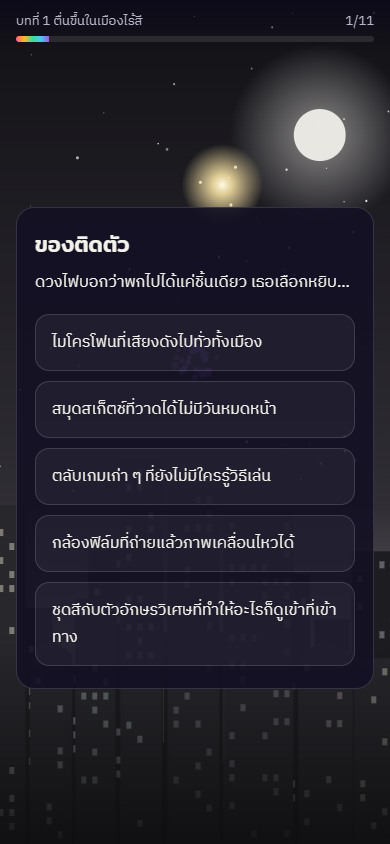 บทที่ 1 ตื่นขึ้นในเมืองไร้สี
1/11
ของติดตัว
ดวงไฟบอกว่าพกไปได้แค่ชิ้นเดียว เธอเลือกหยิบ...
ไมโครโฟนที่เสียงดังไปทั่วทั้งเมือง
สมุดสเก็ตช์ที่วาดได้ไม่มีวันหมดหน้า
ตลับเกมเก่า ๆ ที่ยังไม่มีใครรู้วิธีเล่น
กล้องฟิล์มที่ถ่ายแล้วภาพเคลื่อนไหวได้
ชุดสีกับตัวอักษรวิเศษที่ทำให้อะไรก็ดูเข้าที่เข้า
ทาง